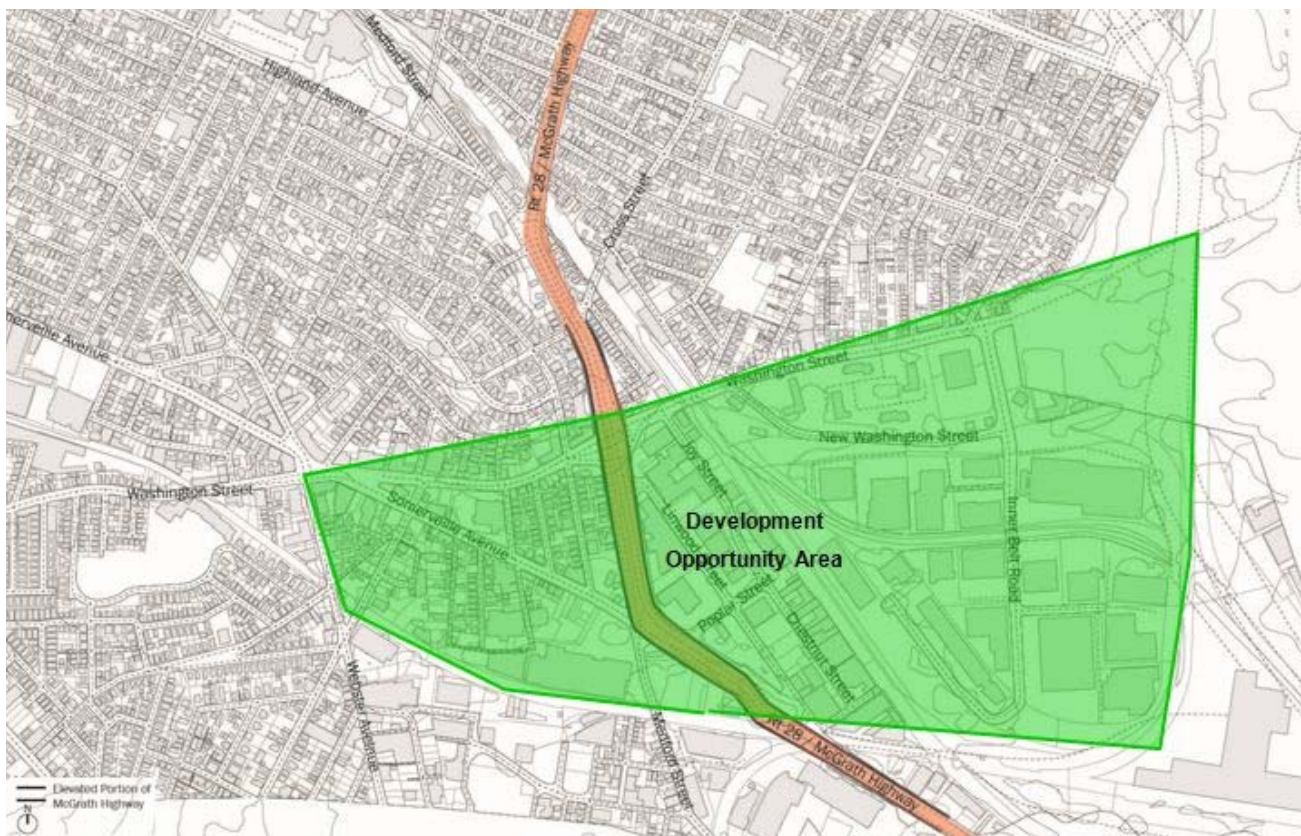 Medford Street
Highland Avenue
Rt 28 / McGrath Highway
Cross Street
Somerville Avenue
Washington Street
New Washington Street
Washington Street
Somerville Avenue
Joy Street
Linwood Street
Development
Opportunity Area
Inner Belt Road
Poplar Street
Chestnut Street
Webster Avenue
Medford Street
Rt 28 / McGrath Highway
Elevated Portion of
McGrath Highway
N